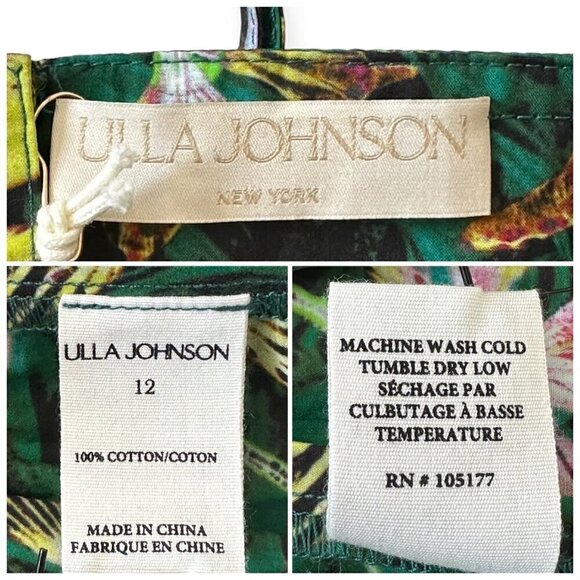 ULLA JOHNSON
NEW YORK
ULLA JOHNSON
12
100% COTTON/COTON
MADE IN CHINA
FABRIQUE EN CHINE
MACHINE WASH COLD
TUMBLE DRY LOW
SÉCHAGE PAR
CULBUTAGE À BASSE
TEMPERATURE
RN # 105177